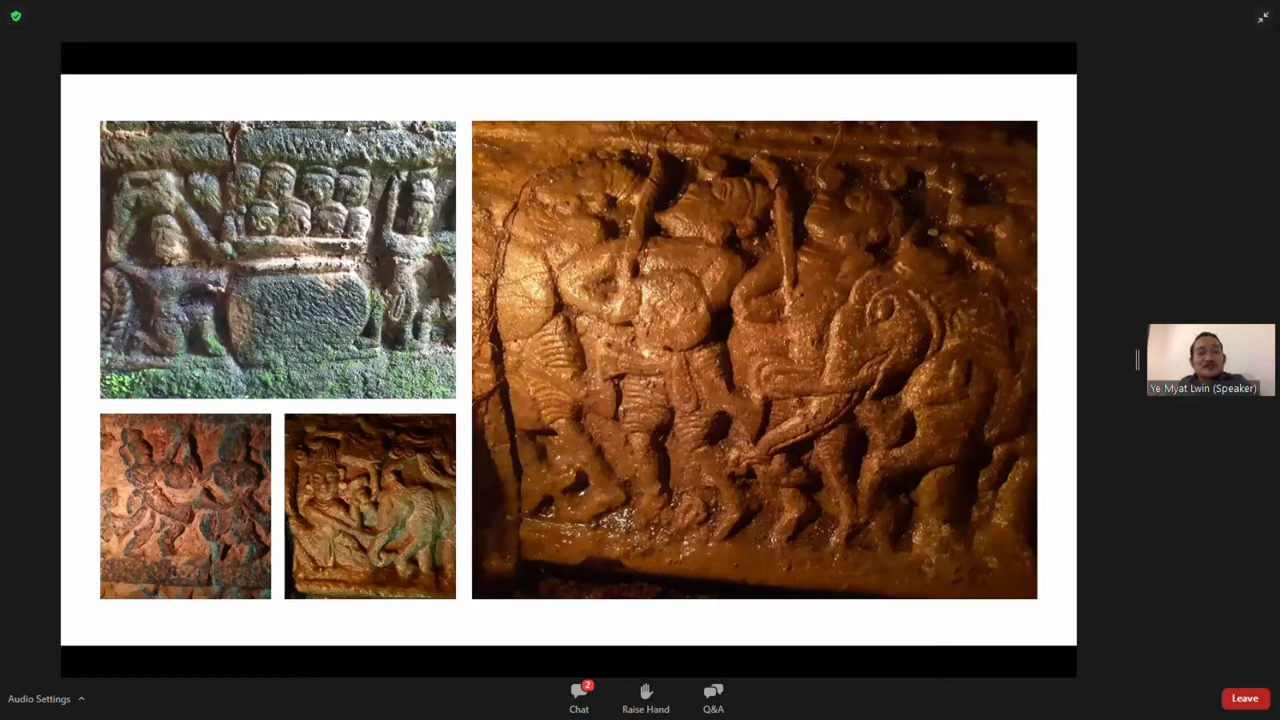 Ye Myat Lwin (Speaker)
Audio Settings
2
Chat
Raise Hand
Q&A
Leave